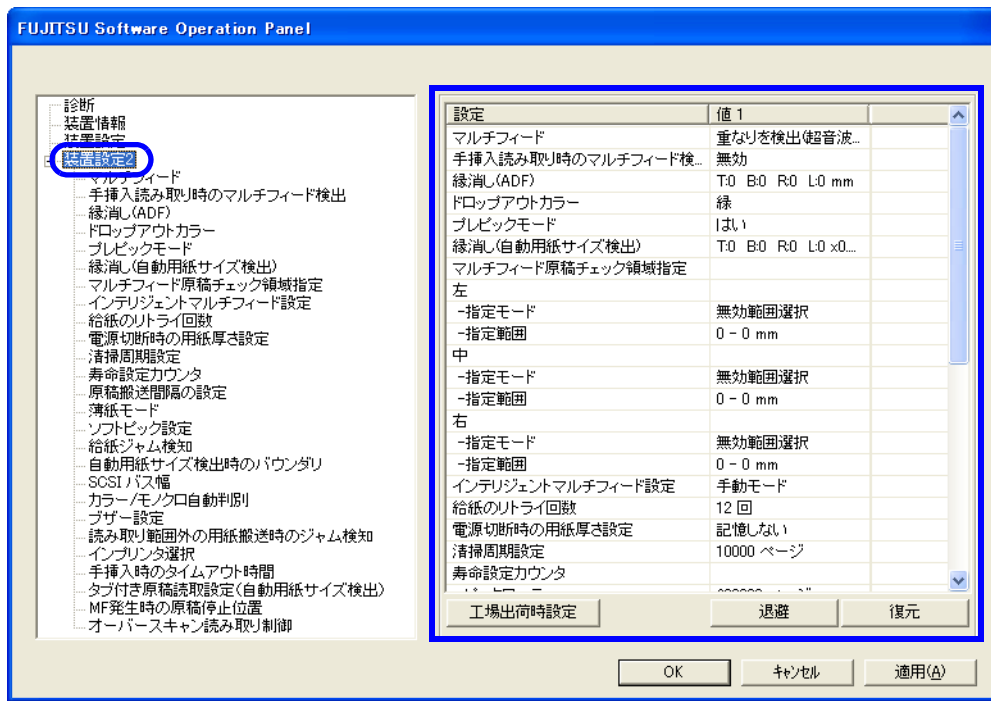 FUJITSU Software Operation Panel
診断
装置情報
装置設定
装置設定2
マルチフィード
手挿入読み取り時のマルチフィード検出
縁消し(ADF)
ドロップアウトカラー
プレピックモード
縁消し(自動用紙サイズ検出)
マルチフィード原稿チェック領域指定
インテリジェントマルチフィード設定
給紙のリトライ回数
電源切断時の用紙厚さ設定
清掃周期設定
寿命設定カウンタ
原稿搬送間隔の設定
薄紙モード
ソフトピック設定
給紙ジャム検知
自動用紙サイズ検出時のバウンダリ
SCSI バス幅
カラー/モノクロ自動判別
ブザー設定
読み取り範囲外の用紙搬送時のジャム検知
インプリンタ選択
手挿入時のタイムアウト時間
タブ付き原稿読取設定(自動用紙サイズ検出)
MF発生時の原稿停止位置
オーバースキャン読み取り制御
設定 値 1
マルチフィード 重なりを検出(超音波...
手挿入読み取り時のマルチフィード検... 無効
縁消し(ADF) T:0 B:0 R:0 L:0 mm
ドロップアウトカラー 緑
プレピックモード はい
縁消し(自動用紙サイズ検出) T:0 B:0 R:0 L:0 x0....
マルチフィード原稿チェック領域指定
左
-指定モード 無効範囲選択
-指定範囲 0 - 0 mm
中
-指定モード 無効範囲選択
-指定範囲 0 - 0 mm
右
-指定モード 無効範囲選択
-指定範囲 0 - 0 mm
インテリジェントマルチフィード設定 手動モード
給紙のリトライ回数 12 回
電源切断時の用紙厚さ設定 記憶しない
清掃周期設定 10000 ページ
寿命設定カウンタ
工場出荷時設定 退避 復元
OK キャンセル 適用(A)